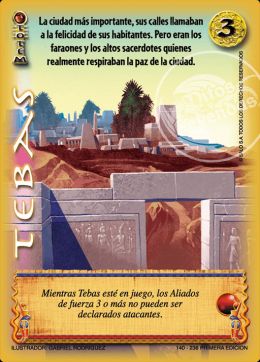 La ciudad más importante, sus calles llamaban
a la felicidad de sus habitantes. Pero eran los
faraones y los altos sacerdotes quienes
realmente respiraban la paz de la ciudad.
3
TOTEM
TEBAS
Mientras Tebas esté en juego, los Aliados
de fuerza 3 o más no pueden ser
declarados atacantes.
ILUSTRADOR: GABRIEL RODRIGUEZ
140 - 236 PRIMERA EDICION